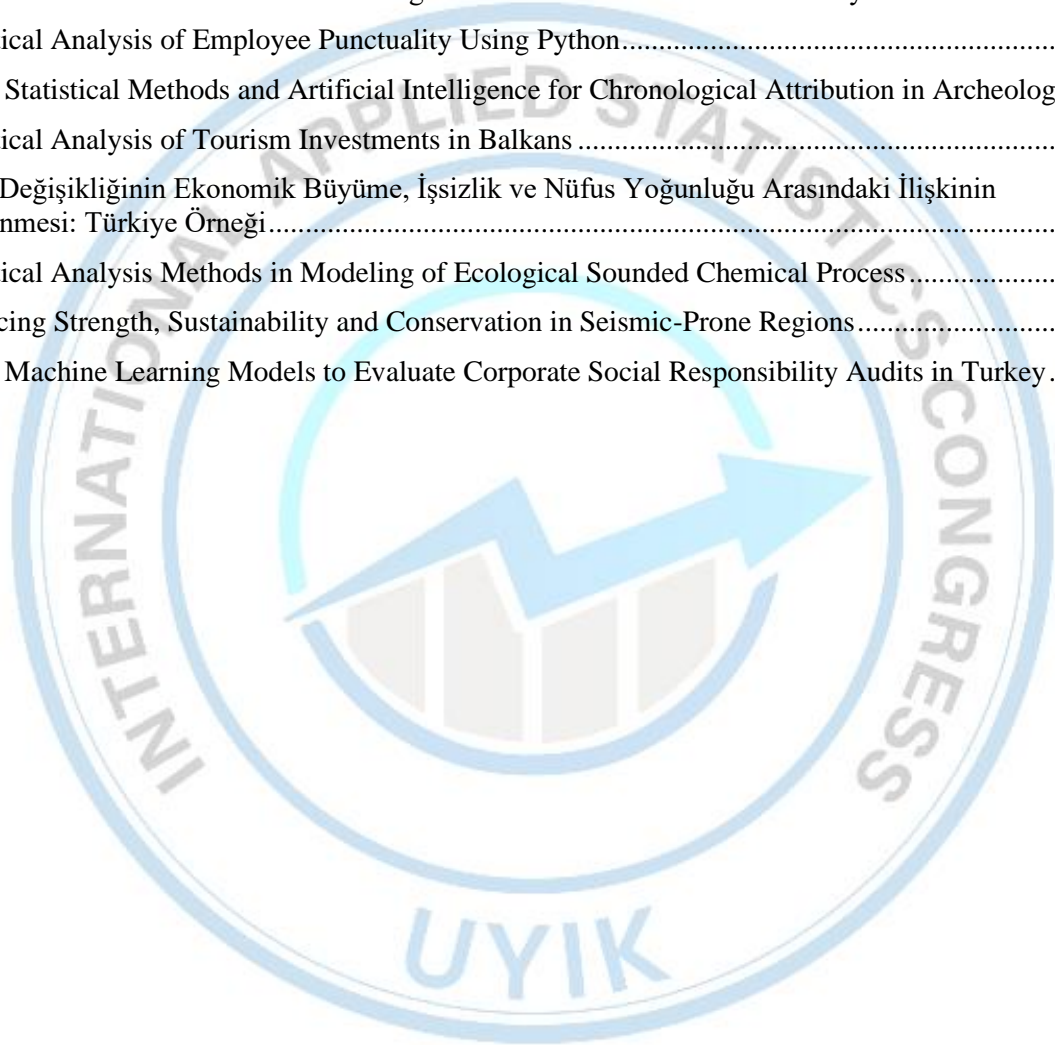 ical Analysis of Employee Punctuality Using Python
Statistical Methods and Artificial Intelligence for Chronological Attribution in Archeolog
ical Analysis of Tourism Investments in Balkans
Değişikliğinin Ekonomik Büyüme, İşsizlik ve Nüfus Yoğunluğu Arasındaki İlişkinin
nmesi: Türkiye Örneği
ical Analysis Methods in Modeling of Ecological Sounded Chemical Process
cing Strength, Sustainability and Conservation in Seismic-Prone Regions
Machine Learning Models to Evaluate Corporate Social Responsibility Audits in Turkey
INTERNATIONAL APPLIED STATISTICS CONGRESS
UYIK